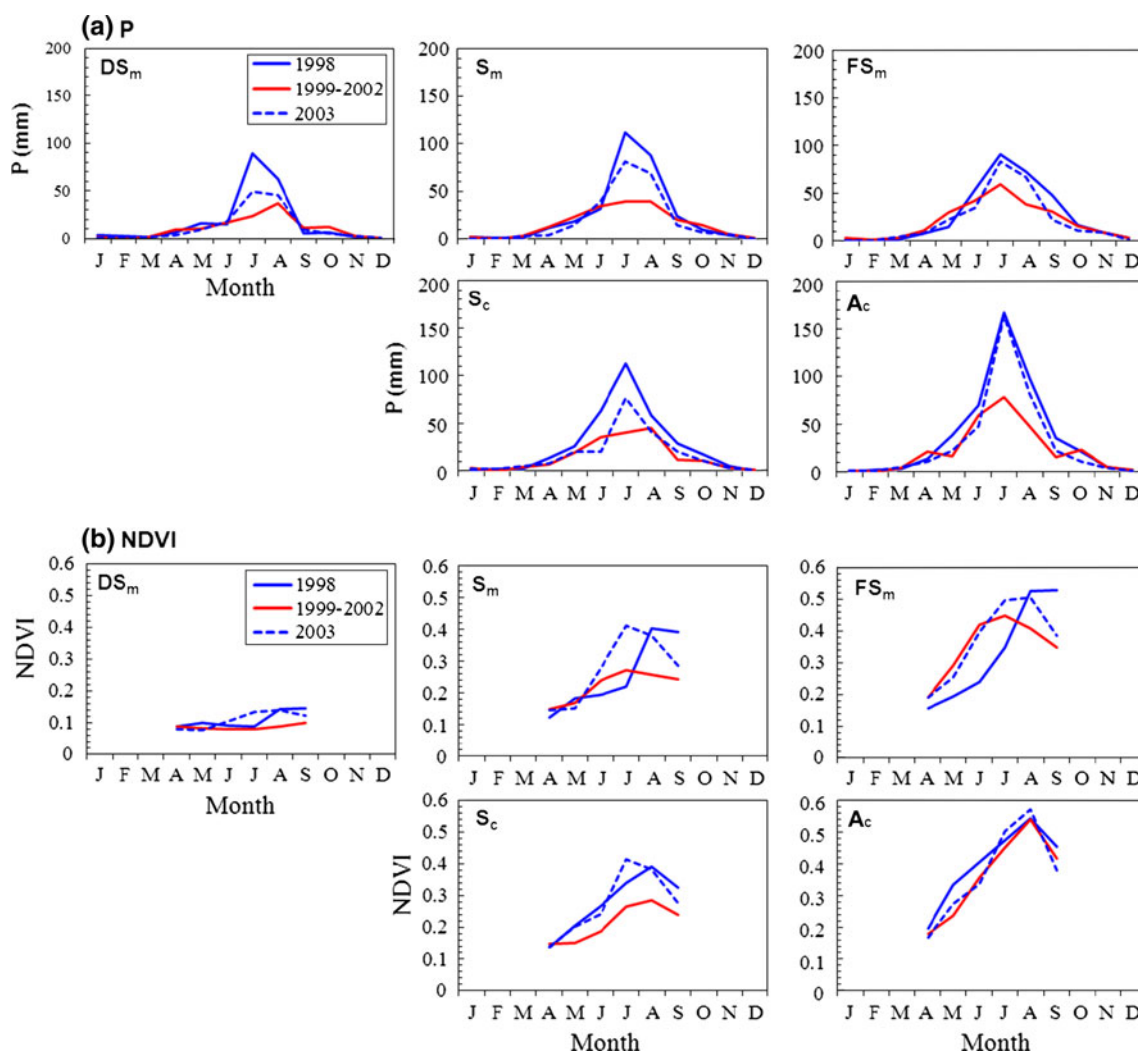 (a) P
DSm
1998
1999-2002
2003
P (mm)
200
150
100
50
0
J F M A M J J A S O N D
Month
Sm
200
150
100
50
0
J F M A M J J A S O N D
FSm
200
150
100
50
0
J F M A M J J A S O N D
Sc
P (mm)
200
150
100
50
0
J F M A M J J A S O N D
Ac
200
150
100
50
0
J F M A M J J A S O N D
(b) NDVI
DSm
1998
1999-2002
2003
NDVI
0.6
0.5
0.4
0.3
0.2
0.1
0
J F M A M J J A S O N D
Month
Sm
0.6
0.5
0.4
0.3
0.2
0.1
0
J F M A M J J A S O N D
FSm
0.6
0.5
0.4
0.3
0.2
0.1
0
J F M A M J J A S O N D
Sc
NDVI
0.6
0.5
0.4
0.3
0.2
0.1
0
J F M A M J J A S O N D
Month
Ac
0.6
0.5
0.4
0.3
0.2
0.1
0
J F M A M J J A S O N D
Month